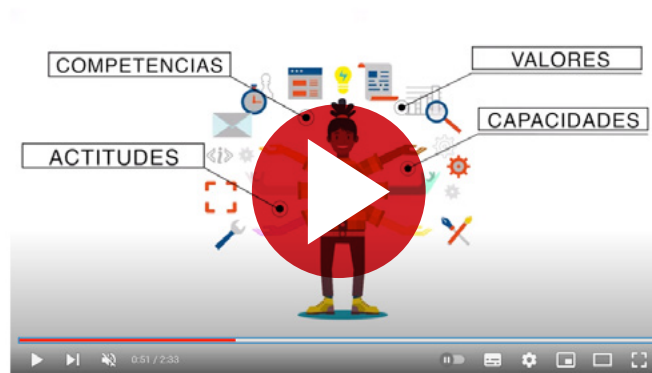 COMPETENCIAS
VALORES
CAPACIDADES
ACTITUDES
0:51 / 2:33